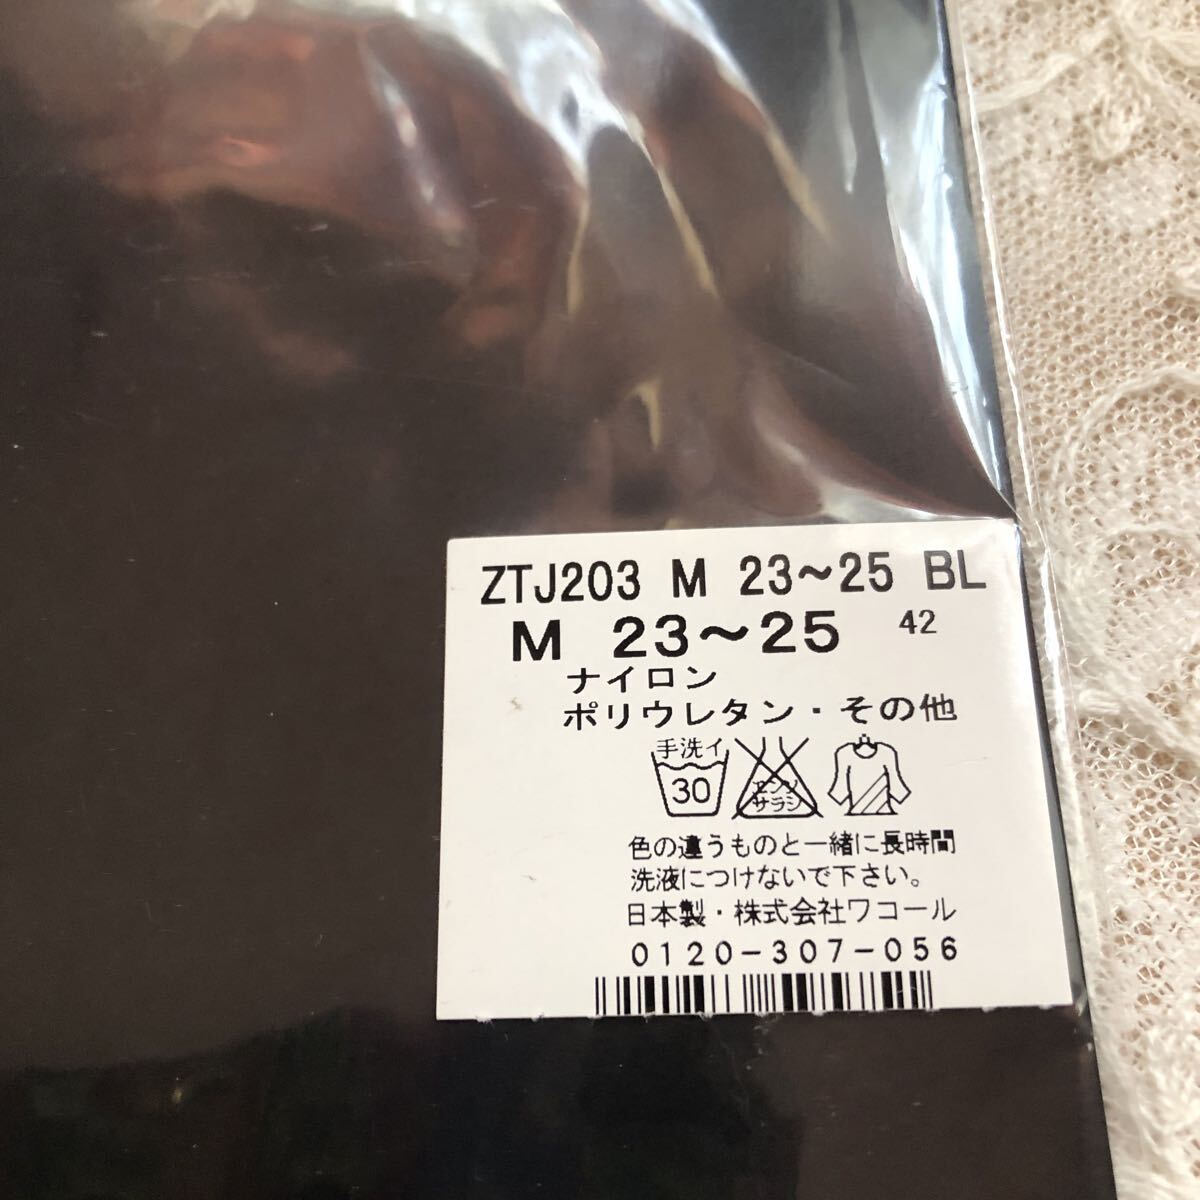 ZTJ203 M 23~25 BL
M 23~25 42
ナイロン
ポリウレタン・その他
手洗イ
30
エンソ
サラシ
色の違うものと一緒に長時間
洗液につけないで下さい。
日本製・株式会社ワコール
0120-307-056